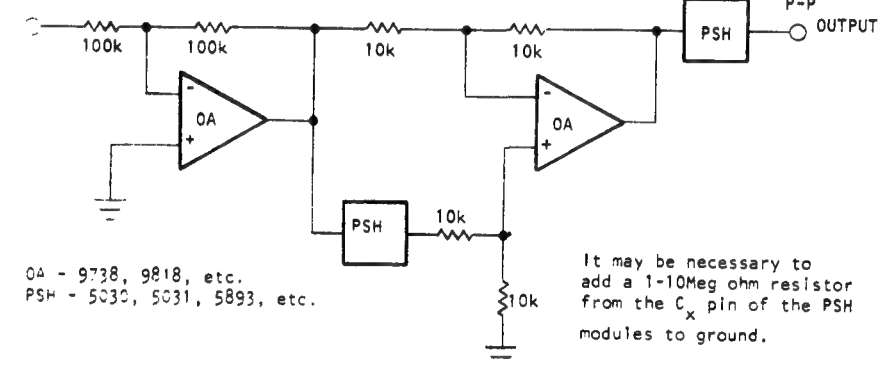 P-P
PSH
OUTPUT
100k
100k
10k
10k
-
OA
+
-
OA
+
PSH
10k
10k
OA - 9738, 9818, etc.
PSH - 5030, 5031, 5893, etc.
It may be necessary to
add a 1-10Meg ohm resistor
from the Cx pin of the PSH
modules to ground.